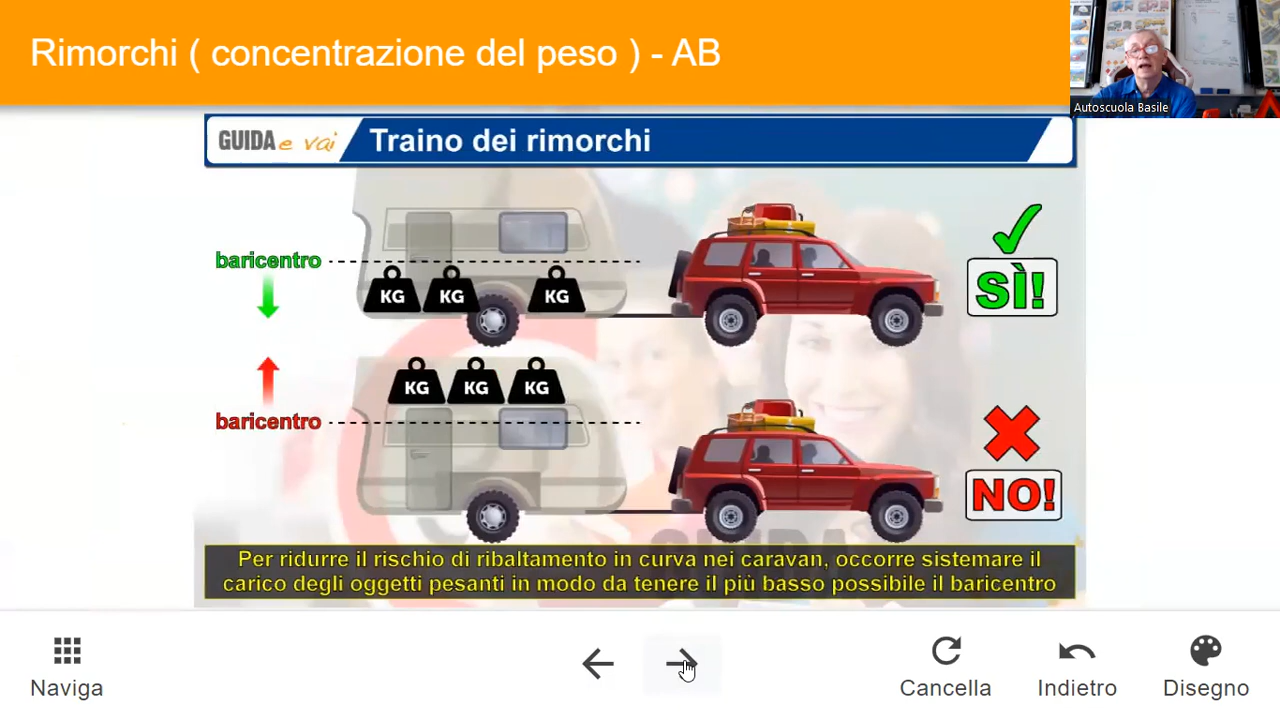 Rimorchi ( concentrazione del peso ) - AB
Autoscuola Basile
GUIDA e vai
Traino dei rimorchi
baricentro
KG KG KG
SÌ!
KG KG KG
baricentro
NO!
Per ridurre il rischio di ribaltamento in curva nei caravan, occorre sistemare il
carico degli oggetti pesanti in modo da tenere il più basso possibile il baricentro
Naviga
Cancella
Indietro
Disegno